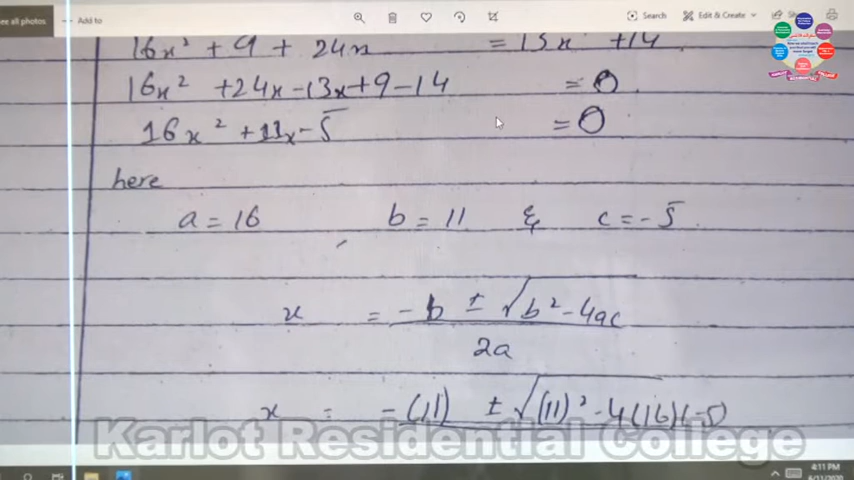 see all photos + Add to Search Edit & Create Sh
16x² + 9 + 24x = 13x + 14
16x² + 24x - 13x + 9 - 14 = 0
16x² + 11x - 5 = 0
here
a = 16 b = 11 & c = -5
x = -b ± √b² - 4ac
2a
x = -(11) ± √(11)² - 4(16)(-5)
Karlot Residential College
4:11 PM